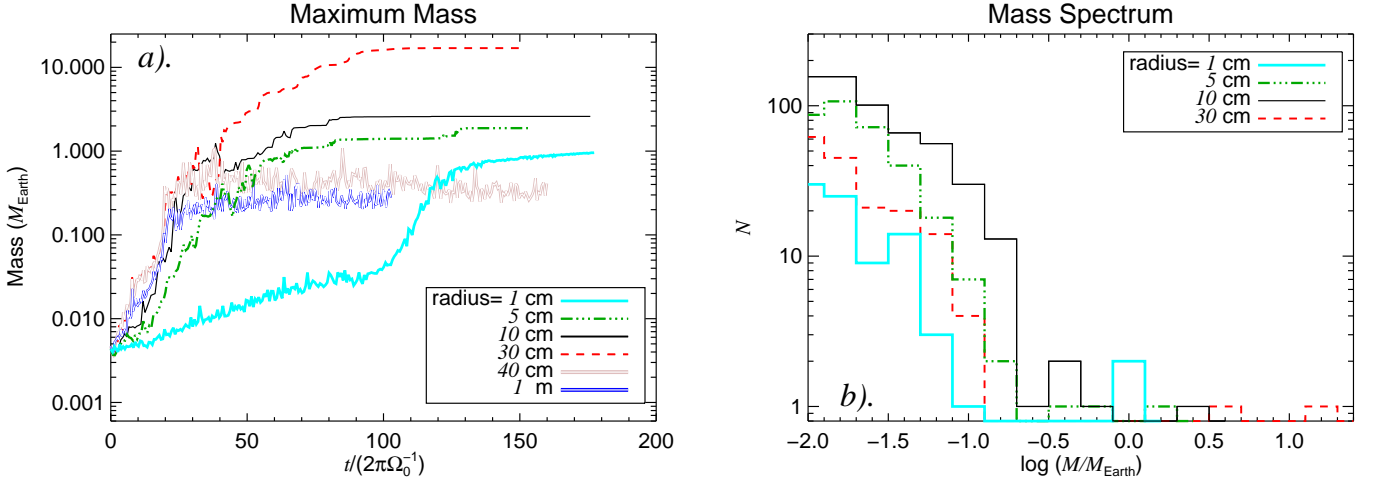 Maximum Mass
a).
Mass (M_Earth)
10.000
1.000
0.100
0.010
0.001
radius= 1 cm
5 cm
10 cm
30 cm
40 cm
1 m
0 50 100 150 200
t/(2πΩ₀⁻¹)
Mass Spectrum
b).
N
100
10
1
radius= 1 cm
5 cm
10 cm
30 cm
−2.0 −1.5 −1.0 −0.5 0.0 0.5 1.0
log (M/M_Earth)